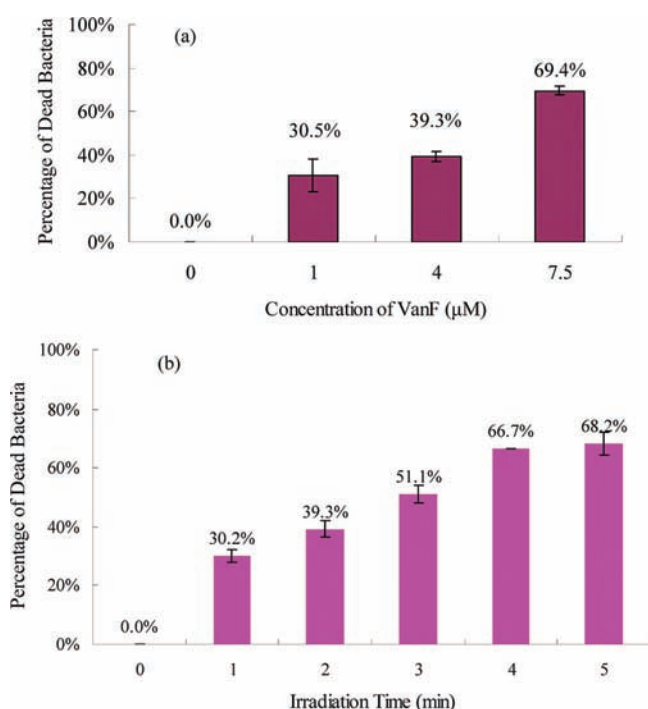 (a)
Percentage of Dead Bacteria
100%
80%
60%
40%
20%
0%
0.0%
30.5%
39.3%
69.4%
0 1 4 7.5
Concentration of VanF (μM)
(b)
Percentage of Dead Bacteria
100%
80%
60%
40%
20%
0%
0.0%
30.2%
39.3%
51.1%
66.7%
68.2%
0 1 2 3 4 5
Irradiation Time (min)